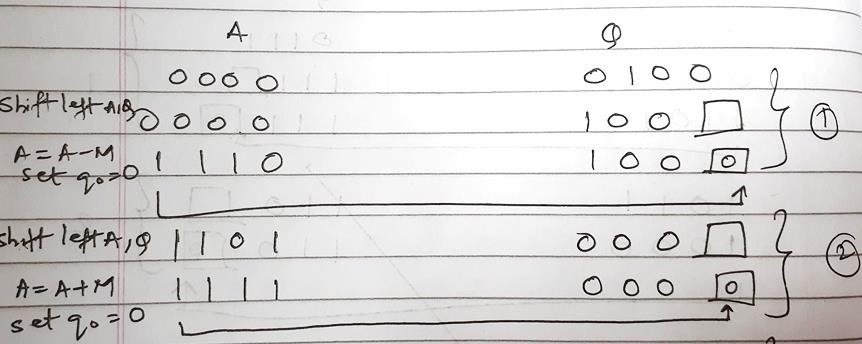 A Q
0000 0100
Shift left A,Q 0000 100
A=A-M 1110 100 0 1
set q0=0
Shift left A,Q 1101 000
A=A+M 1111 000 0 2
set q0=0